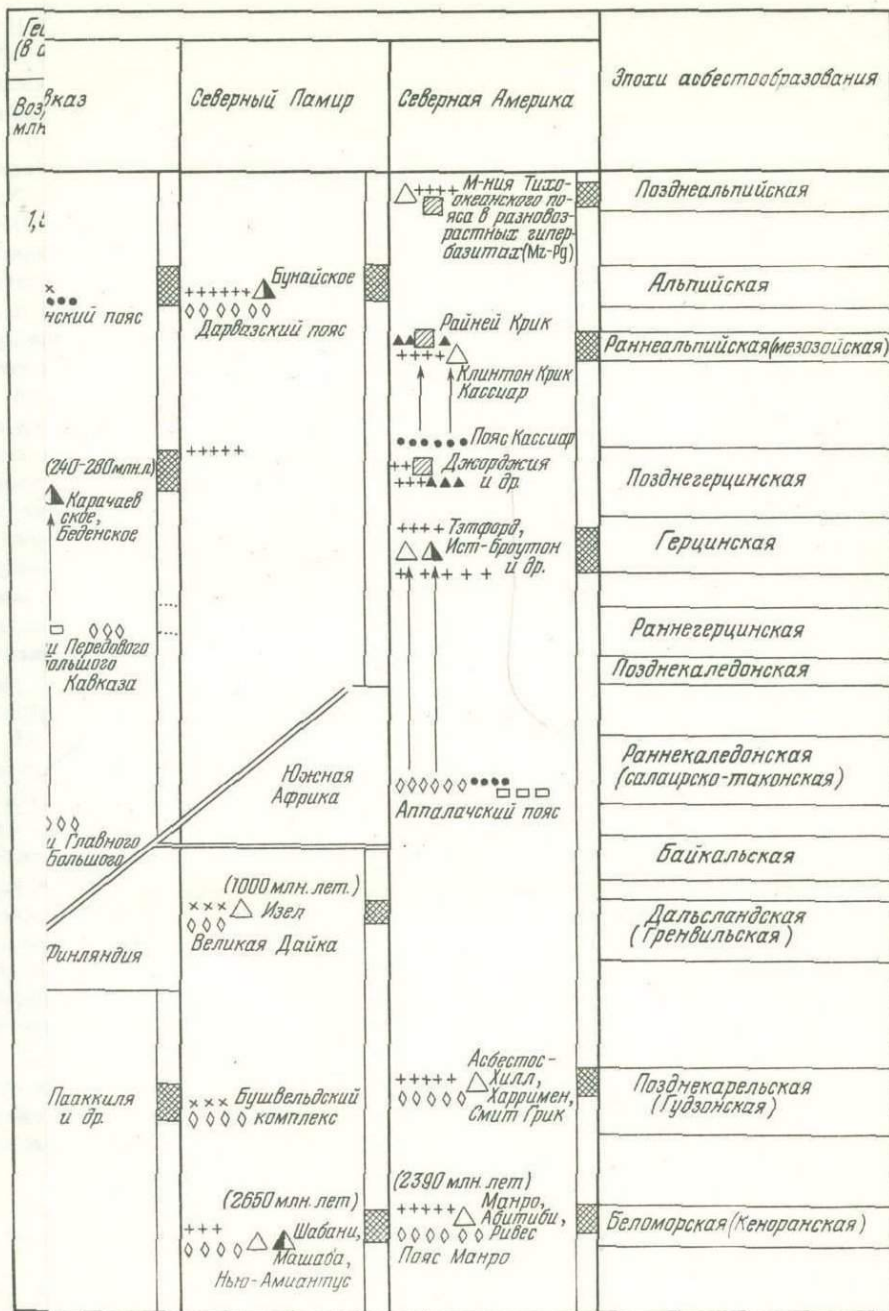 Гео
(в с
Воз
млн
вказ
Северный Памир
Северная Америка
Эпохи асбестообразования
1,
нский пояс
(240-280 млн.л)
Карачаев
ское,
Беденское
и Передового
ольшого
Кавказа
и Главного
Большого
Финляндия
Пааккиля
и др.
Бунайское
Дарвазский пояс
Южная
Африка
(1000 млн. лет.)
Изел
Великая Дайка
Бушвельдский
комплекс
(2650 млн. лет)
Шабани,
Машаба,
Нью-Амиантус
М-ния Тихо-
океанского по-
яса в разновоз-
растных гипер-
базитах (Mz-Pg)
Райней Крик
Клинтон Крик
Кассиар
Пояс Кассиар
Джорджия
и др.
Тэтфорд,
Ист-Броутон
и др.
Аппалачский пояс
Асбестос-
Хилл,
Харримен,
Смит Грик
(2390 млн. лет)
Манро,
Абитиби,
Ривес
Пояс Манро
Позднеальпийская
Альпийская
Раннеальпийская (мезозойская)
Позднегерцинская
Герцинская
Раннегерцинская
Позднекаледонская
Раннекаледонская
(салаирско-таконская)
Байкальская
Дальсландская
(Гренвильская)
Позднекарельская
(Гудзонская)
Беломорская (Кеноранская)